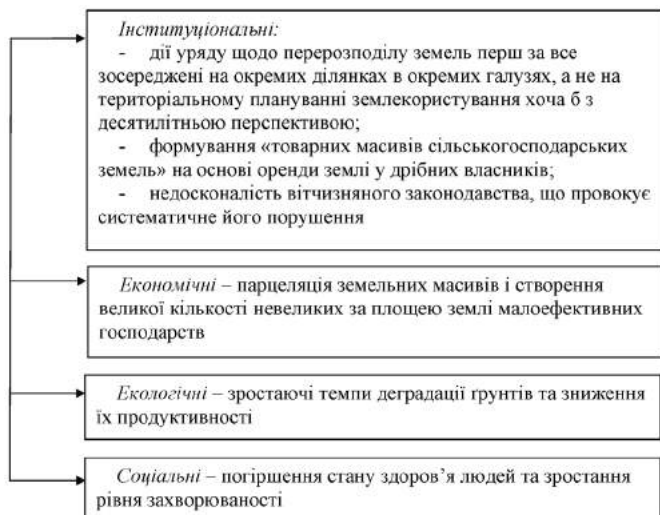 Інституціональні:
- дії уряду щодо перерозподілу земель перш за все
зосереджені на окремих ділянках в окремих галузях, а не на
територіальному плануванні землекористування хоча б з
десятилітньою перспективою;
- формування «товарних масивів сільськогосподарських
земель» на основі оренди землі у дрібних власників;
- недосконалість вітчизняного законодавства, що провокує
систематичне його порушення
Економічні – парцеляція земельних масивів і створення
великої кількості невеликих за площею землі малоефективних
господарств
Екологічні – зростаючі темпи деградації ґрунтів та зниження
їх продуктивності
Соціальні – погіршення стану здоров’я людей та зростання
рівня захворюваності